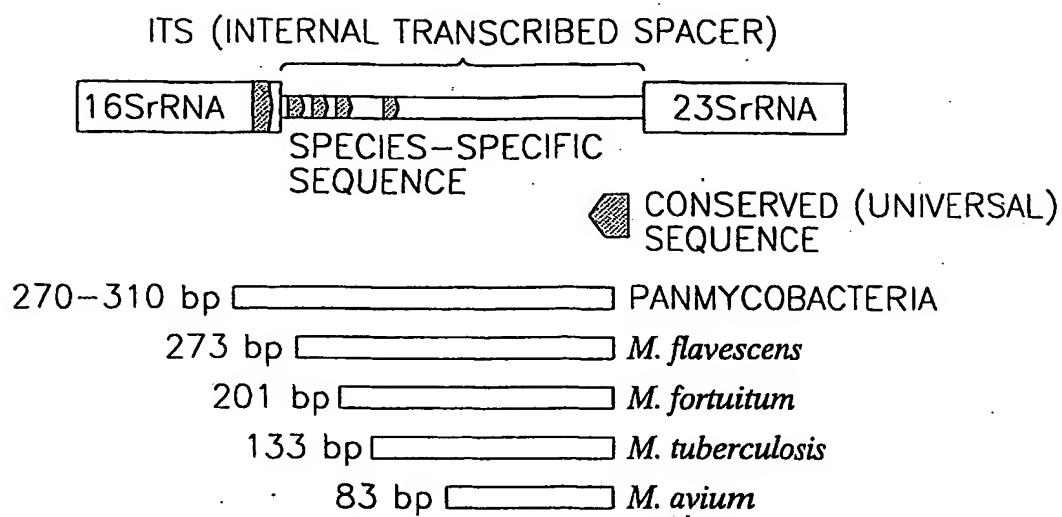 ITS (INTERNAL TRANSCRIBED SPACER)
16SrRNA
23SrRNA
SPECIES-SPECIFIC
SEQUENCE
CONSERVED (UNIVERSAL)
SEQUENCE
270-310 bp PANMYCOBACTERIA
273 bp M. flavescens
201 bp M. fortuitum
133 bp M. tuberculosis
83 bp M. avium